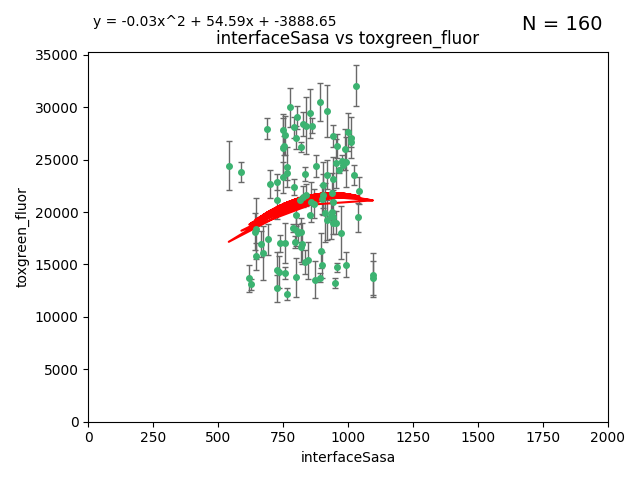 y = -0.03x^2 + 54.59x + -3888.65
N = 160
interfaceSasa vs toxgreen_fluor
35000
30000
25000
20000
15000
10000
5000
0
toxgreen_fluor
0 250 500 750 1000 1250 1500 1750 2000
interfaceSasa